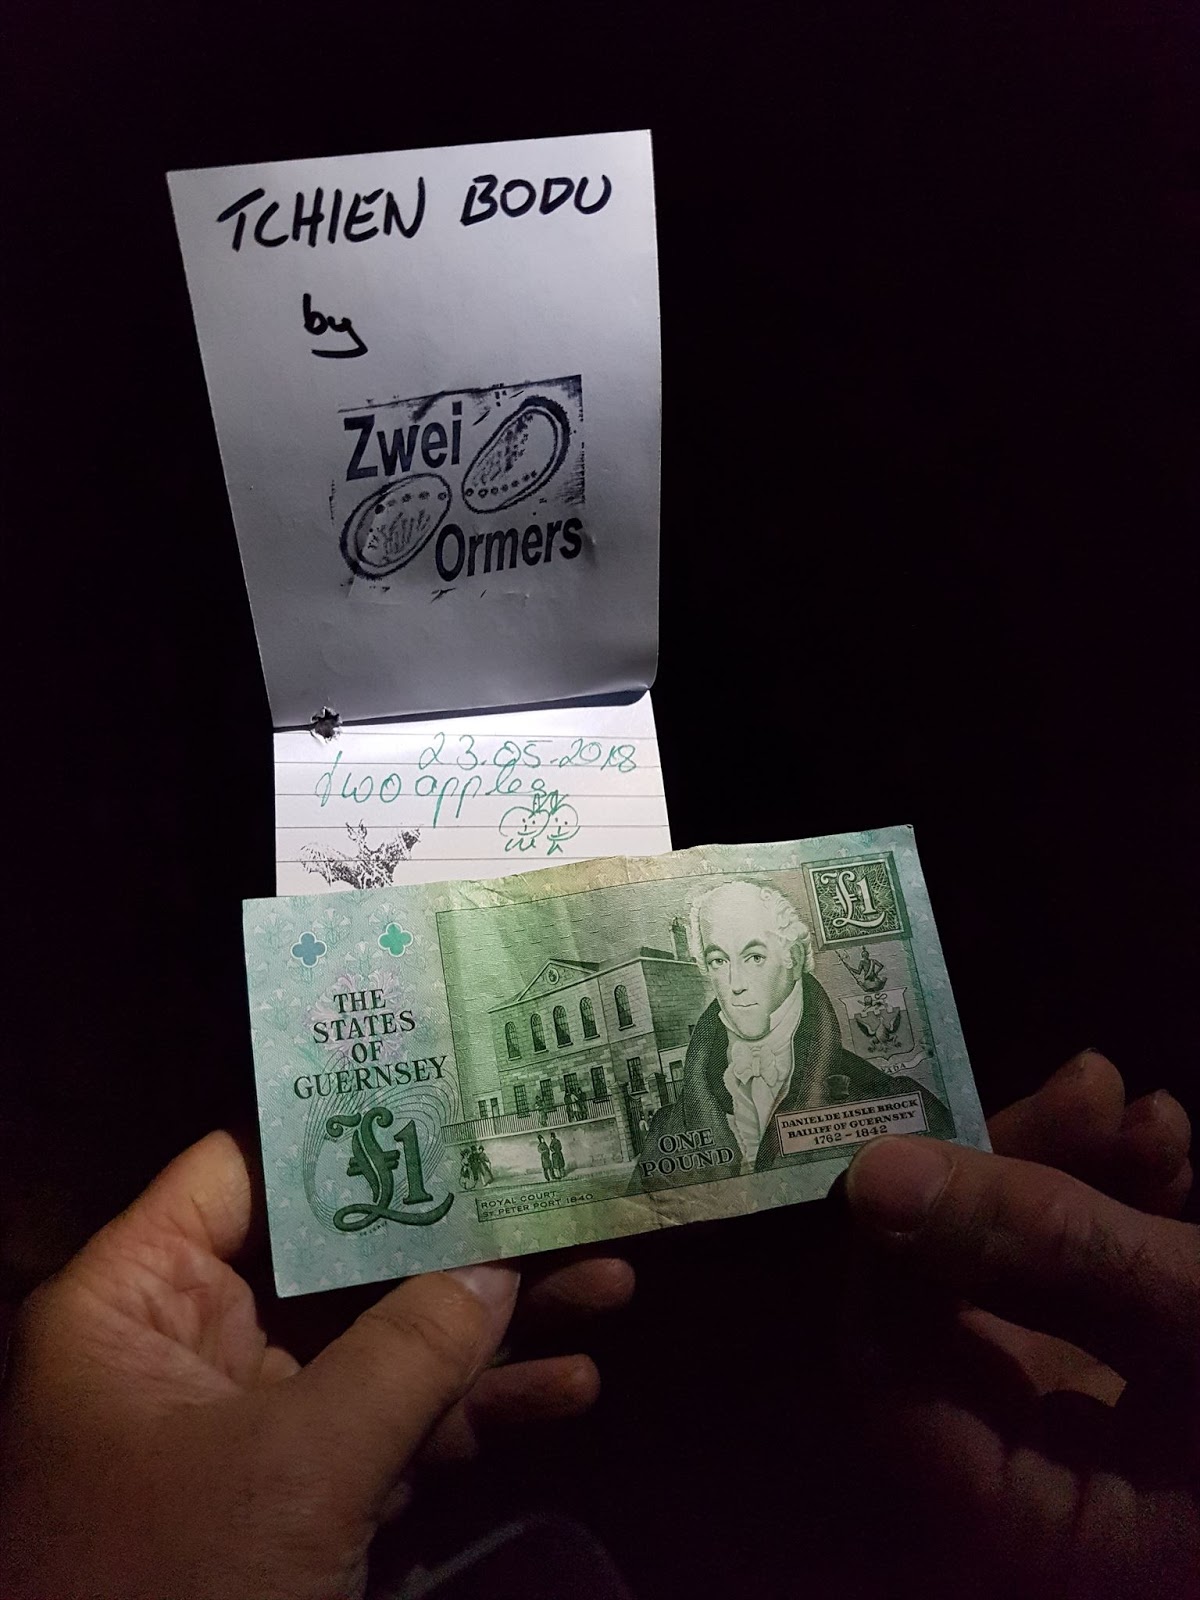 TCHIEN BODU
by
Zwei
Ormers
23.05.2018
two apples
THE
STATES
OF
GUERNSEY
£1
£1
ROYAL COURT,
ST. PETER PORT 1840
ONE
POUND
DANIEL DE LISLE BROCK
BAILIFF OF GUERNSEY
1762-1842